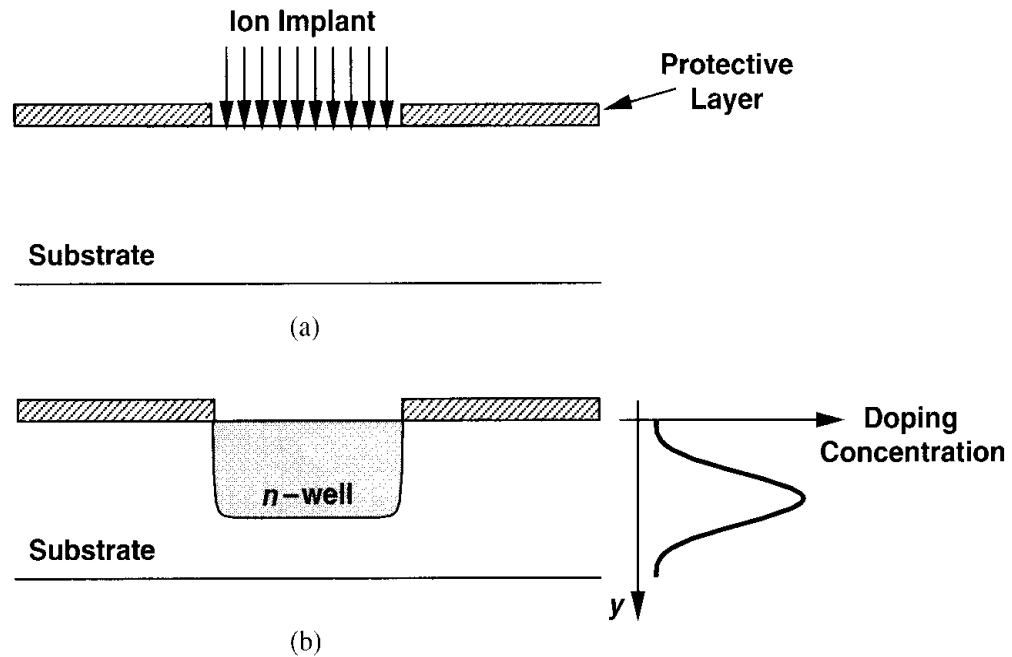 Ion Implant
Protective
Layer
Substrate
(a)
n-well
Doping
Concentration
Substrate
y
(b)